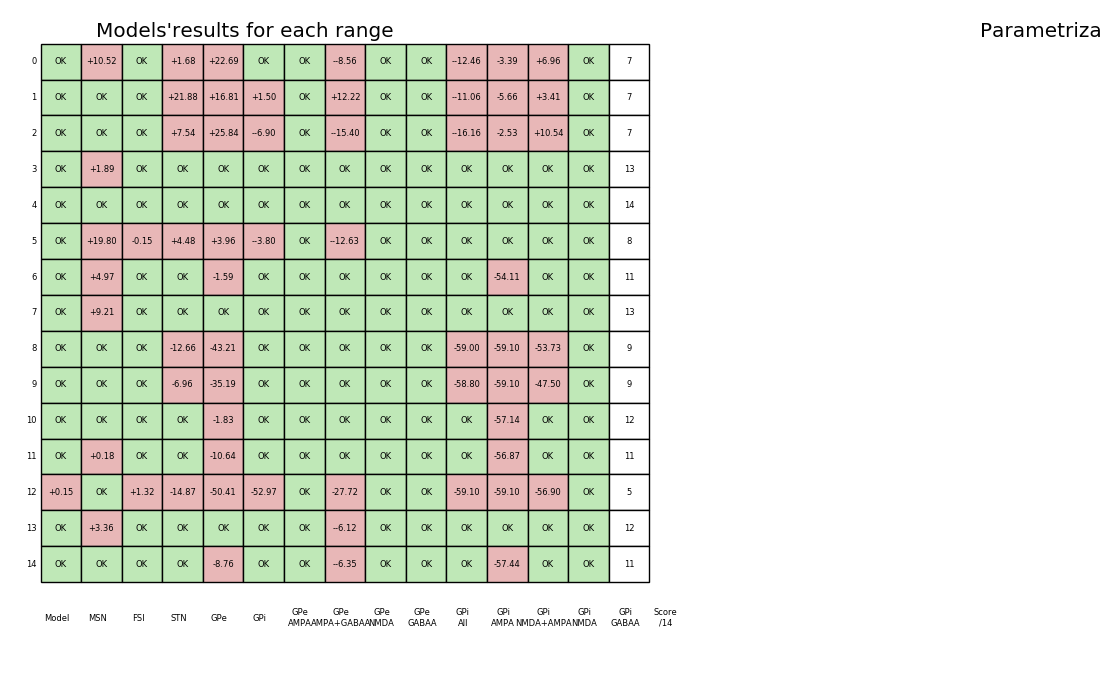 Models'results for each range
Parametriza
0 OK +10.52 OK +1.68 +22.69 OK OK --8.56 OK OK --12.46 -3.39 +6.96 OK 7
1 OK OK OK +21.88 +16.81 +1.50 OK +12.22 OK OK --11.06 -5.66 +3.41 OK 7
2 OK OK OK +7.54 +25.84 --6.90 OK --15.40 OK OK --16.16 -2.53 +10.54 OK 7
3 OK +1.89 OK OK OK OK OK OK OK OK OK OK OK OK 13
4 OK OK OK OK OK OK OK OK OK OK OK OK OK OK 14
5 OK +19.80 -0.15 +4.48 +3.96 --3.80 OK --12.63 OK OK OK OK OK OK 8
6 OK +4.97 OK OK -1.59 OK OK OK OK OK OK -54.11 OK OK 11
7 OK +9.21 OK OK OK OK OK OK OK OK OK OK OK OK 13
8 OK OK OK -12.66 -43.21 OK OK OK OK OK -59.00 -59.10 -53.73 OK 9
9 OK OK OK -6.96 -35.19 OK OK OK OK OK -58.80 -59.10 -47.50 OK 9
10 OK OK OK OK -1.83 OK OK OK OK OK OK -57.14 OK OK 12
11 OK +0.18 OK OK -10.64 OK OK OK OK OK OK -56.87 OK OK 11
12 +0.15 OK +1.32 -14.87 -50.41 -52.97 OK -27.72 OK OK -59.10 -59.10 -56.90 OK 5
13 OK +3.36 OK OK OK OK OK --6.12 OK OK OK OK OK OK 12
14 OK OK OK OK -8.76 OK OK --6.35 OK OK OK -57.44 OK OK 11
Model MSN FSI STN GPe GPi GPe GPe GPe GPe GPi GPi GPi GPi GPi Score
AMPA AMPA+GABAA NMDA GABAA All AMPA NMDA+AMPA NMDA GABAA /14